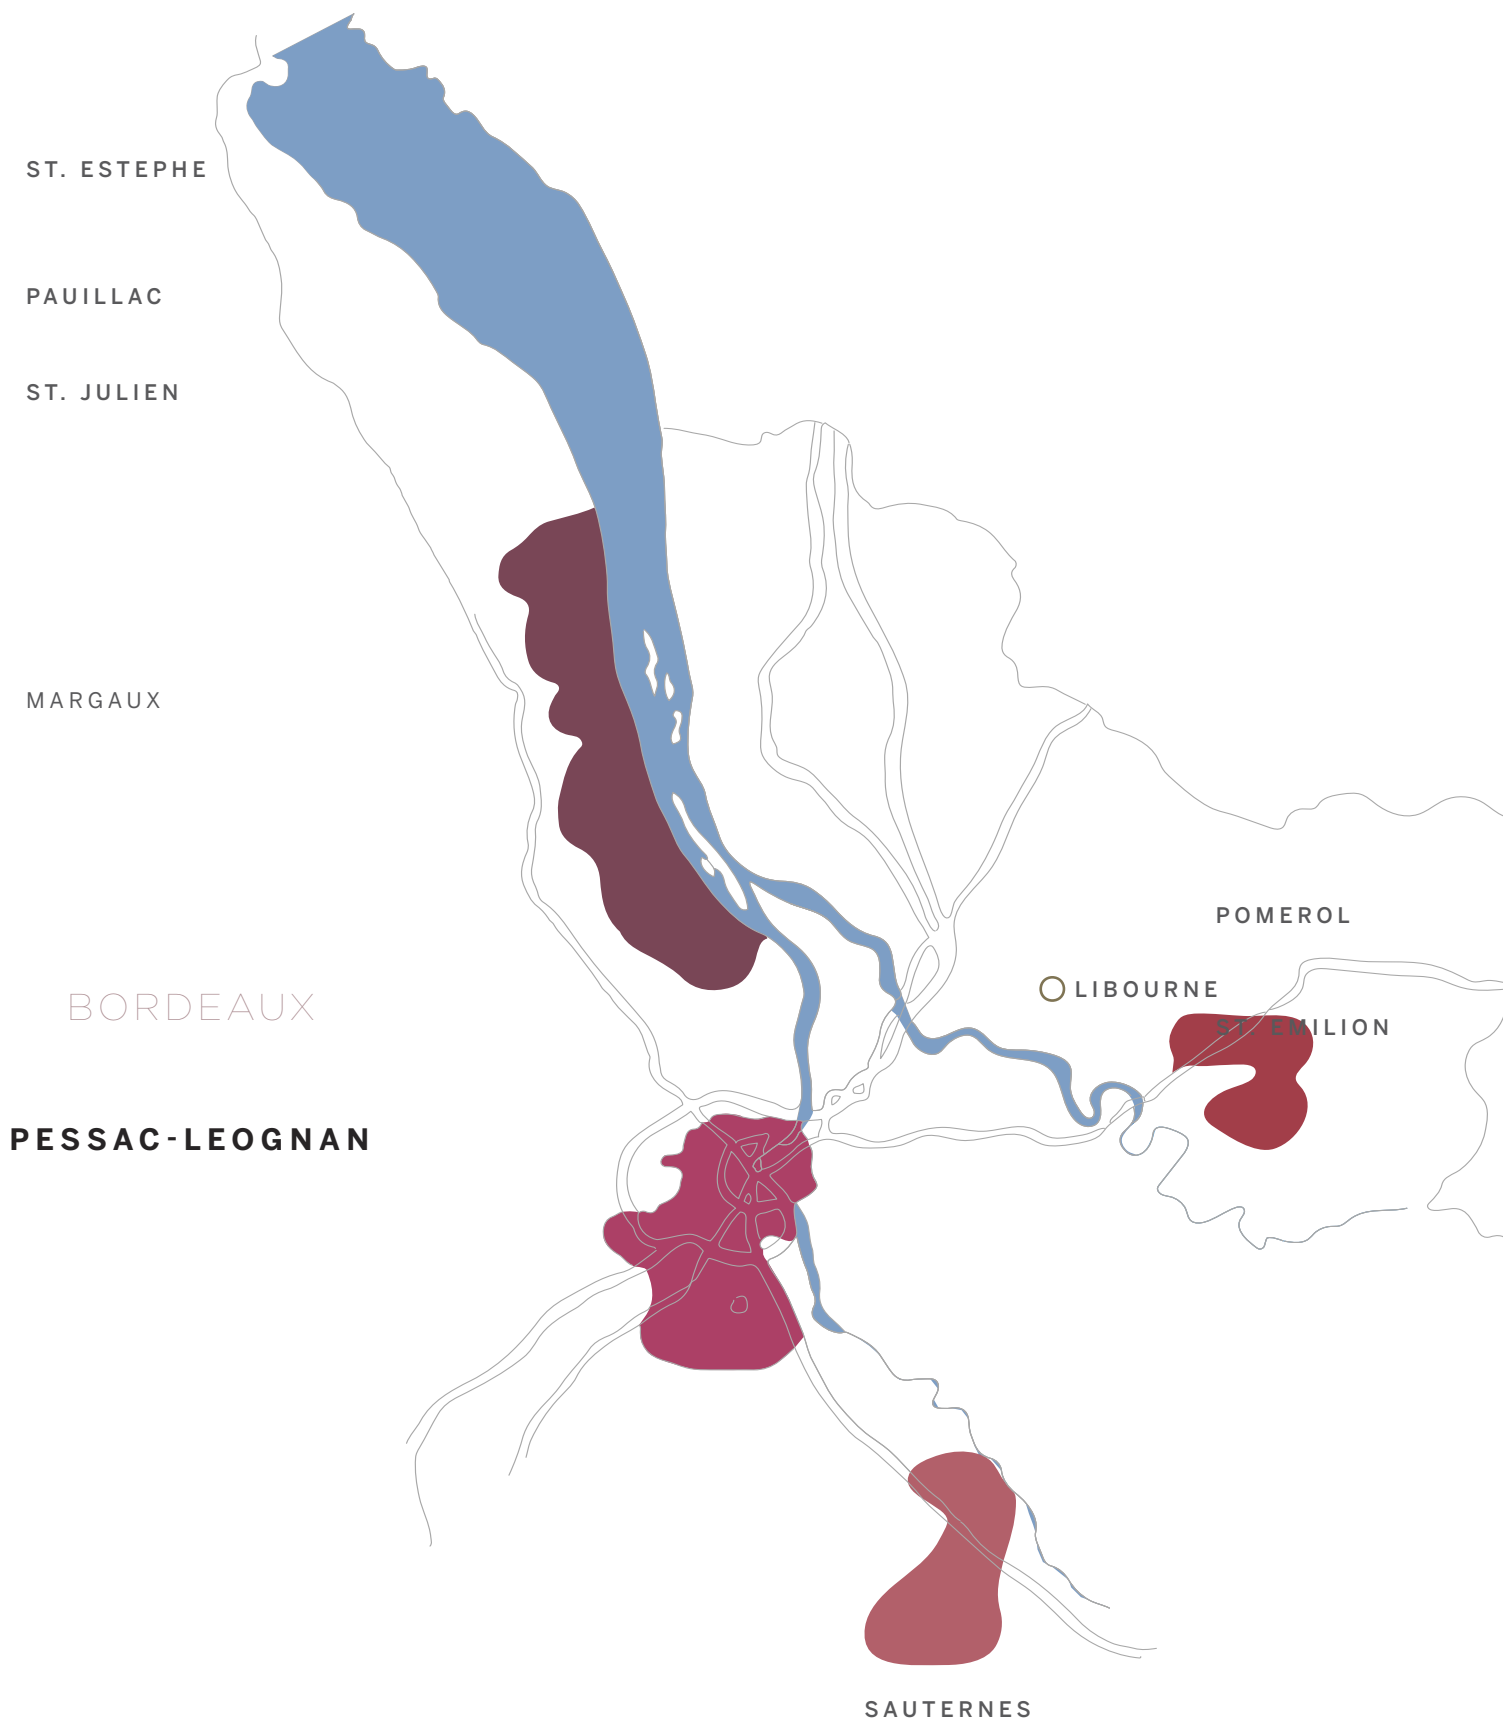 ST. ESTEPHE
PAUILLAC
ST. JULIEN
MARGAUX
POMEROL
LIBOURNE
BORDEAUX
ST. EMILION
PESSAC-LEOGNAN
SAUTERNES